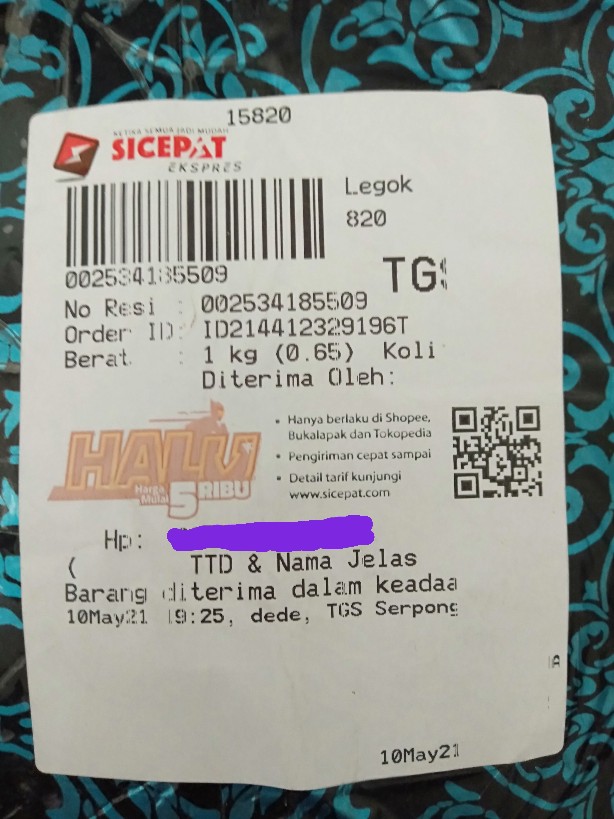 15820
KETIKA SEMUA JADI MUDAH
SICEPAT
EKSPRES
Legok
820
002534185509
TGS
No Resi : 002534185509
Order ID: ID214412329196T
Berat : 1 kg (0.65) Koli
Diterima Oleh:
HALU
Harga Mulai 5 RIBU
• Hanya berlaku di Shopee,
Bukalapak dan Tokopedia
• Pengiriman cepat sampai
• Detail tarif kunjungi
www.sicepat.com
Hp:
( TTD & Nama Jelas
Barang diterima dalam keadaa
10May21 19:25, dede, TGS Serpong
A
10May21